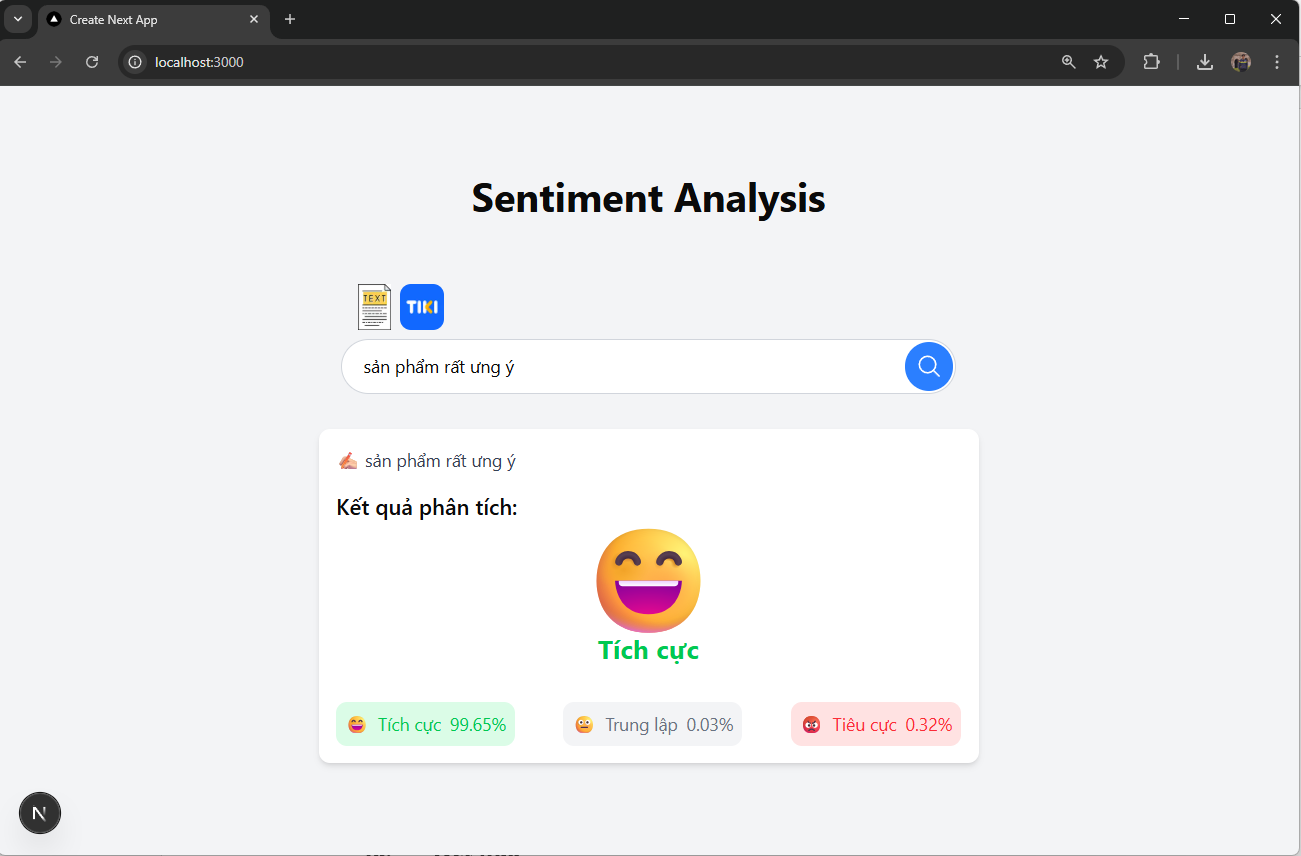 Create Next App
localhost:3000
Sentiment Analysis
TEXT
TIKI
sản phẩm rất ưng ý
sản phẩm rất ưng ý
Kết quả phân tích:
Tích cực
Tích cực 99.65%
Trung lập 0.03%
Tiêu cực 0.32%
N